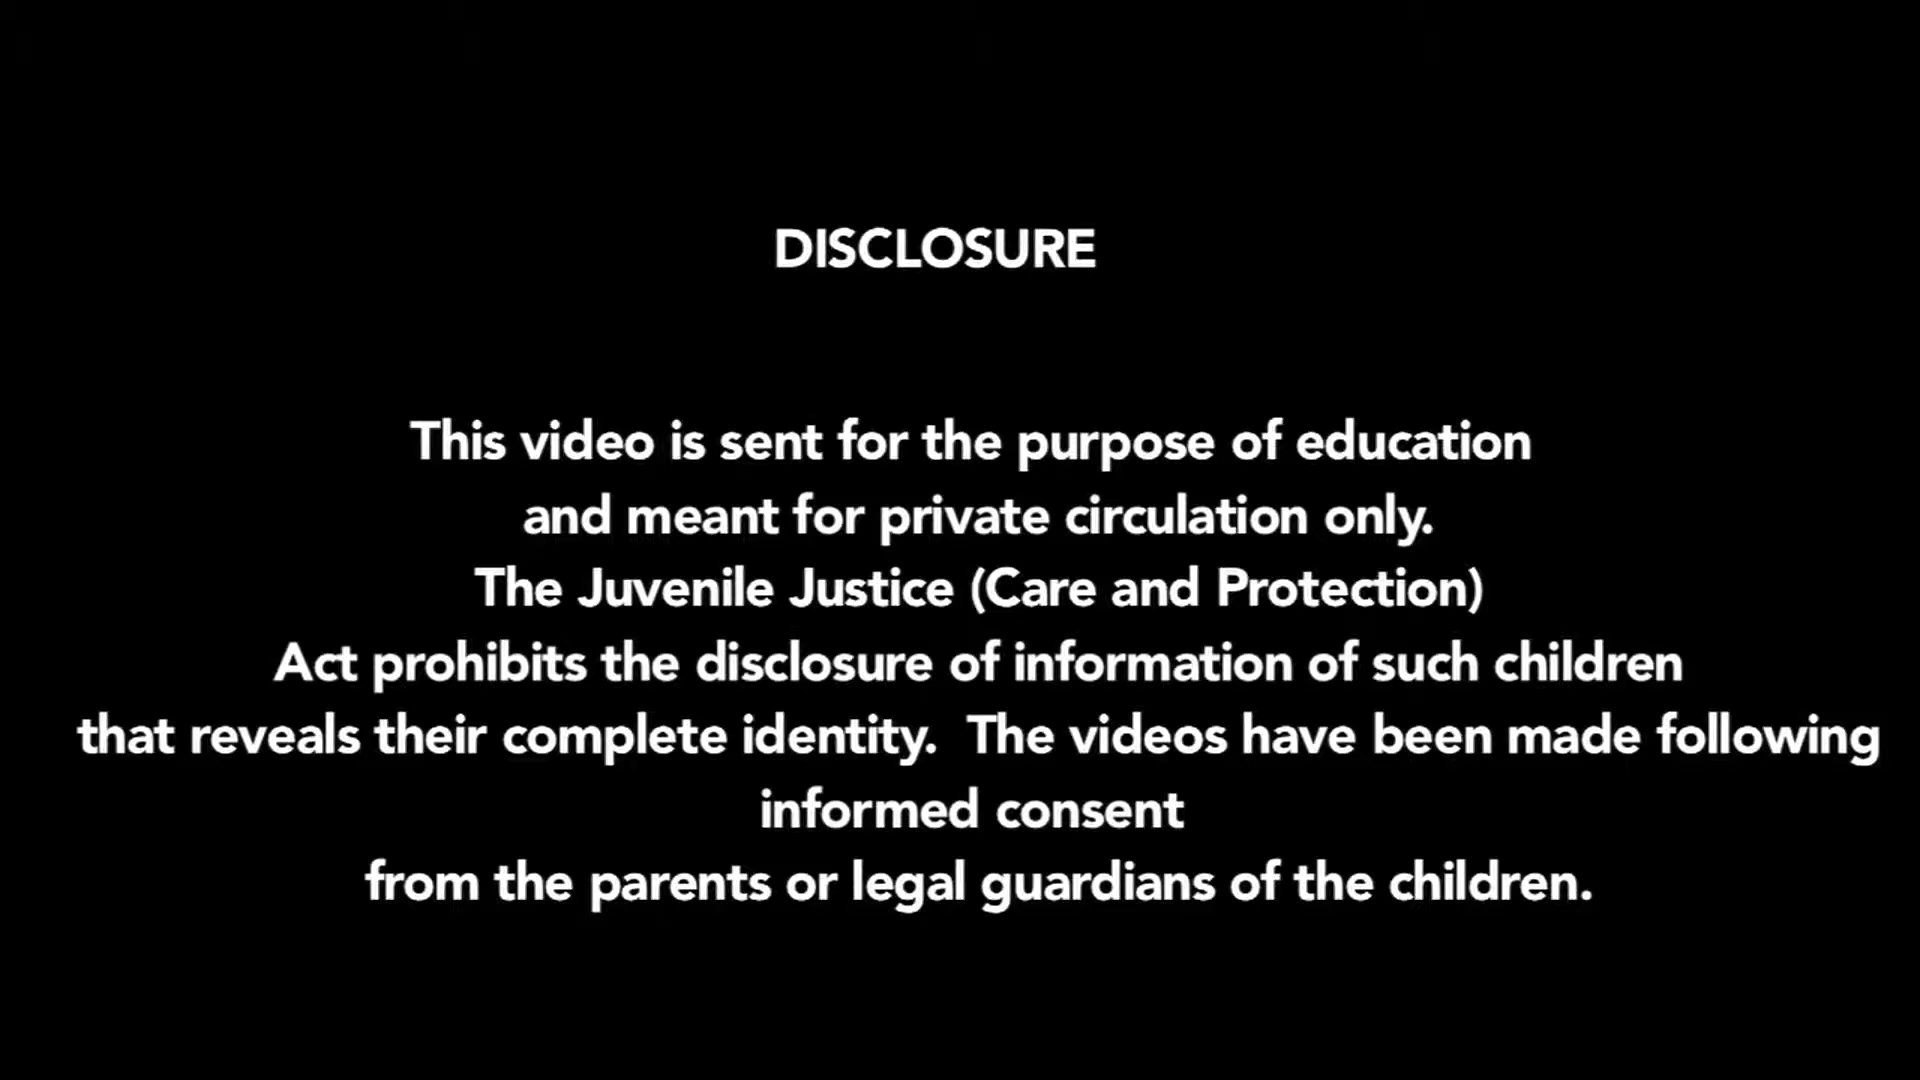 DISCLOSURE
This video is sent for the purpose of education
and meant for private circulation only.
The Juvenile Justice (Care and Protection)
Act prohibits the disclosure of information of such children
that reveals their complete identity.  The videos have been made following
informed consent
from the parents or legal guardians of the children.